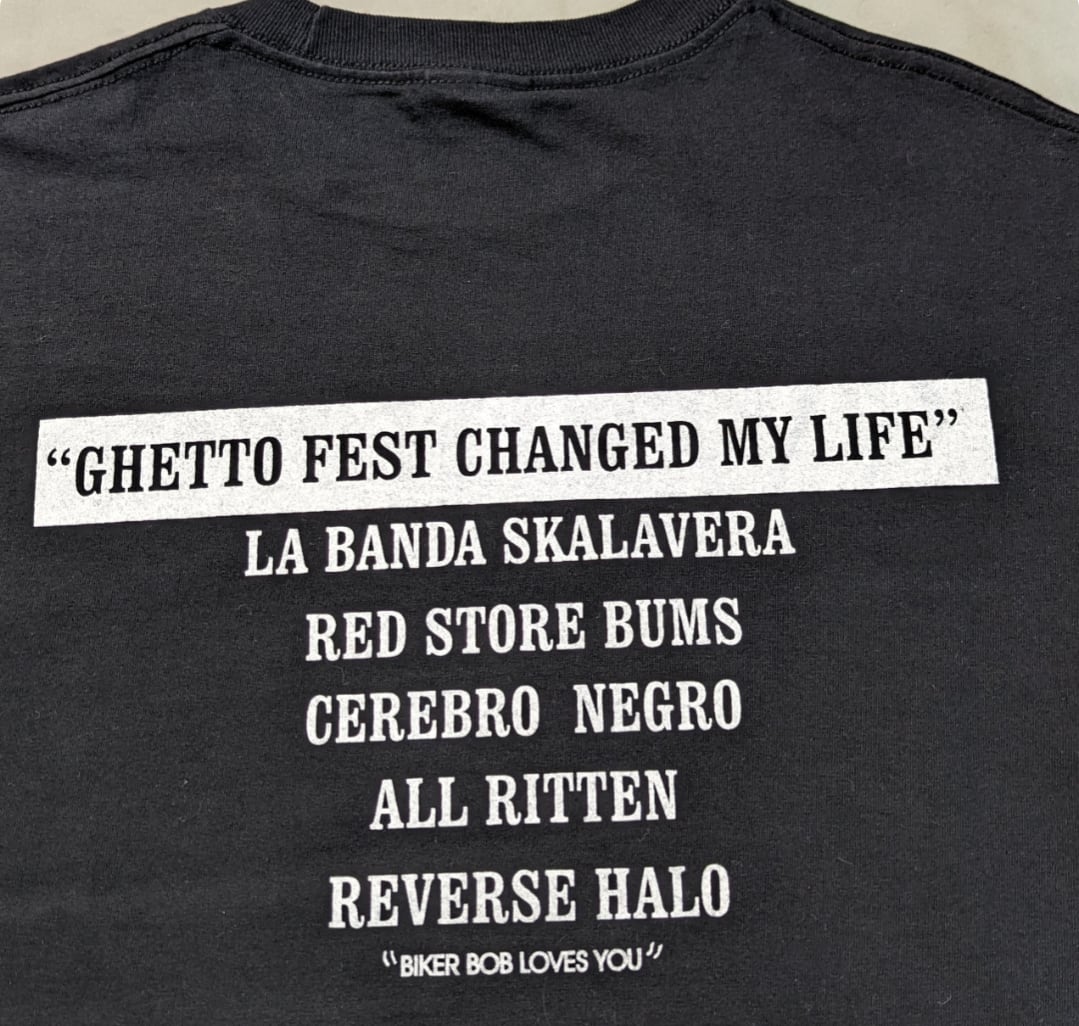 “GHETTO FEST CHANGED MY LIFE”
LA BANDA SKALAVERA
RED STORE BUMS
CEREBRO NEGRO
ALL RITTEN
REVERSE HALO
“BIKER BOB LOVES YOU”